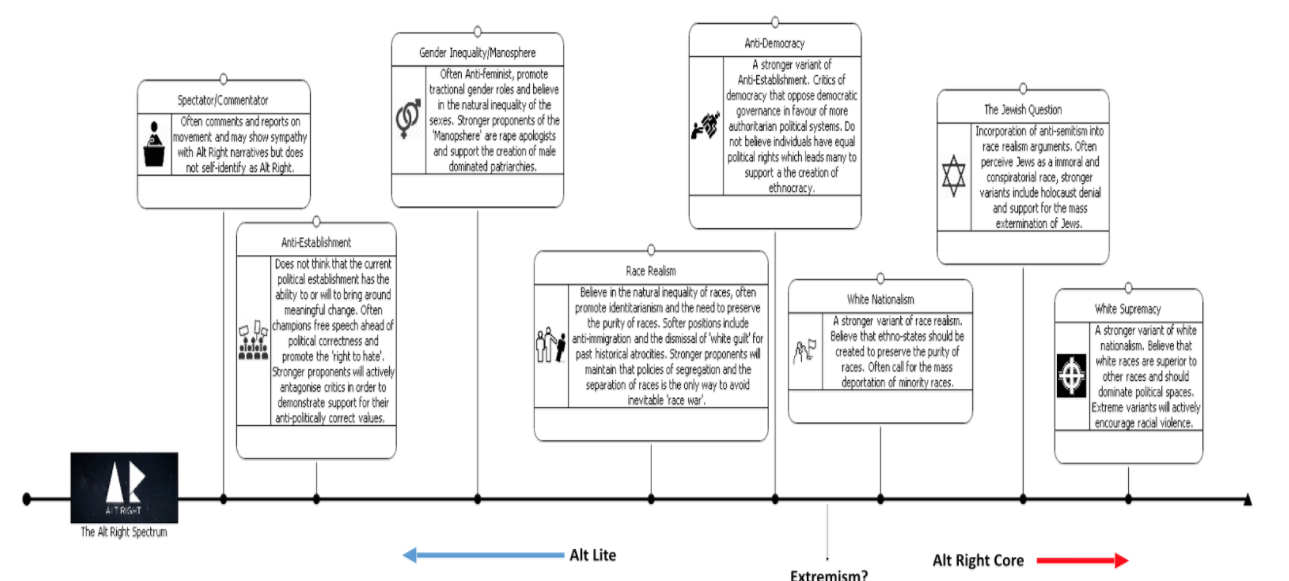 Spectator/Commentator
Often comments and reports on
movement and may show sympathy
with Alt Right narratives but does
not self-identify as Alt Right.
Anti-Establishment
Does not think that the current
political establishment has the
ability to or will to bring around
meaningful change. Often
champions free speech ahead of
political correctness and
promote the 'right to hate'.
Stronger proponents will actively
antagonise critics in order to
demonstrate support for their
anti-politically correct values.
Gender Inequality/Manosphere
Often Anti-feminist, promote
tractional gender roles and believe
in the natural inequality of the
sexes. Stronger proponents of the
'Manopshere' are rape apologists
and support the creation of male
dominated patriarchies.
Race Realism
Believe in the natural inequality of races, often
promote identitarianism and the need to preserve
the purity of races. Softer positions include
anti-immigration and the dismissal of 'white guilt' for
past historical atrocities. Stronger proponents will
maintain that policies of segregation and the
separation of races is the only way to avoid
inevitable 'race war'.
Anti-Democracy
A stronger variant of
Anti-Establishment. Critics of
democracy that oppose democratic
governance in favour of more
authoritarian political systems. Do
not believe individuals have equal
political rights which leads many to
support a the creation of
ethnocracy.
White Nationalism
A stronger variant of race realism.
Believe that ethno-states should be
created to preserve the purity of
races. Often call for the mass
deportation of minority races.
The Jewish Question
Incorporation of anti-semitism into
race realism arguments. Often
perceive Jews as a immoral and
conspiratorial race, stronger
variants include holocaust denial
and support for the mass
extermination of Jews.
White Supremacy
A stronger variant of white
nationalism. Believe that
white races are superior to
other races and should
dominate political spaces.
Extreme variants will actively
encourage racial violence.
ALT RIGHT
The Alt Right Spectrum
Alt Lite
Extremism?
Alt Right Core